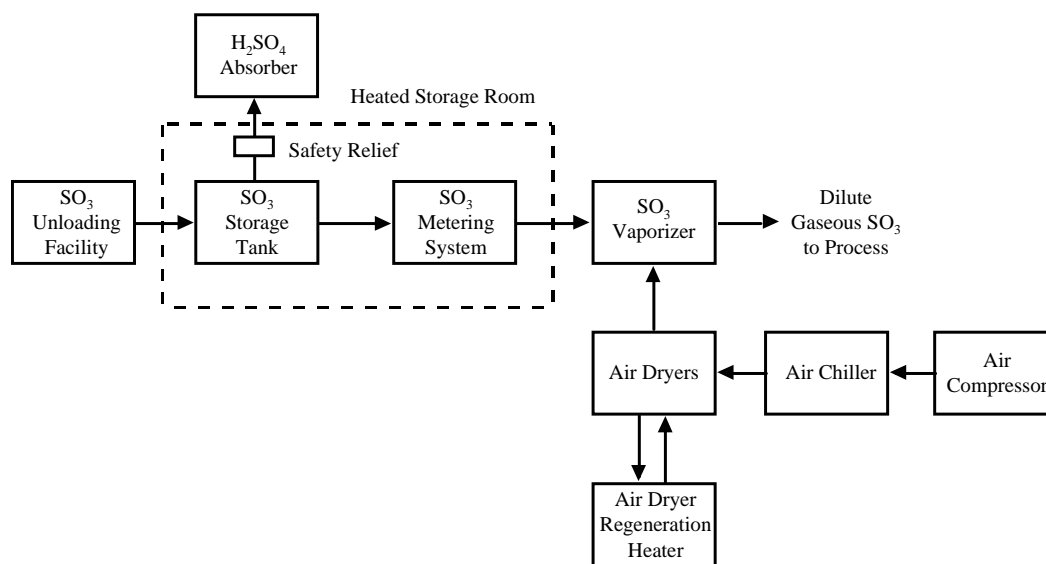 H₂SO₄
Absorber
Heated Storage Room
Safety Relief
SO₃
Unloading
Facility
SO₃
Storage
Tank
SO₃
Metering
System
SO₃
Vaporizer
Dilute
Gaseous SO₃
to Process
Air Dryers
Air Chiller
Air
Compressor
Air Dryer
Regeneration
Heater